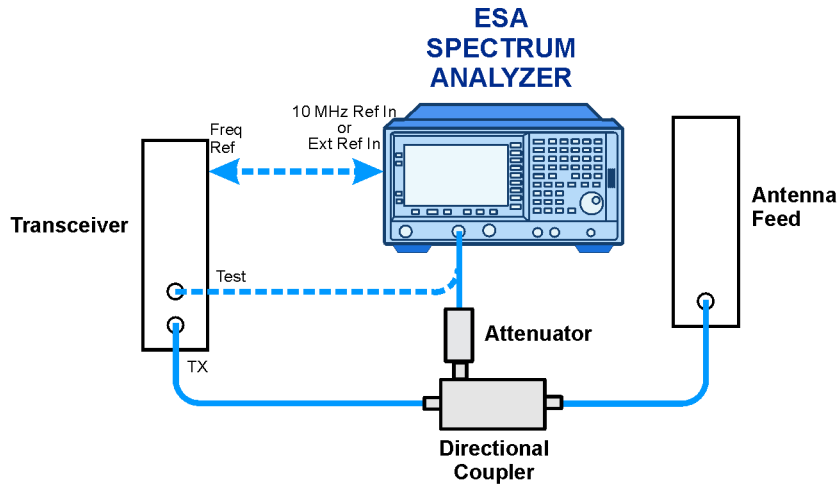 ESA
SPECTRUM
ANALYZER
10 MHz Ref In
or
Ext Ref In
Freq
Ref
Transceiver
Antenna
Feed
Test
Attenuator
TX
Directional
Coupler